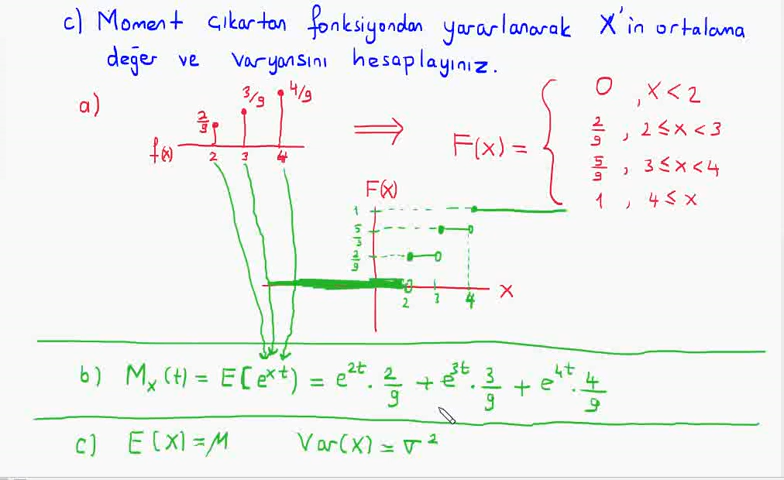 c) Moment çıkartan fonksiyondan yararlanarak X'in ortalama
değer ve varyansını hesaplayınız.
a)
2/9 3/9 4/9
f(x)
2 3 4
⟹
F(x) = {
0 , x < 2
2/9 , 2 ≤ x < 3
5/9 , 3 ≤ x < 4
1 , 4 ≤ x
F(x)
1
5/3
2/9
2 3 4 x
b) Mx(t) = E[e^xt) = e^2t . 2/9 + e^3t . 3/9 + e^4t . 4/9
c) E(X) = M Var(X) = σ^2